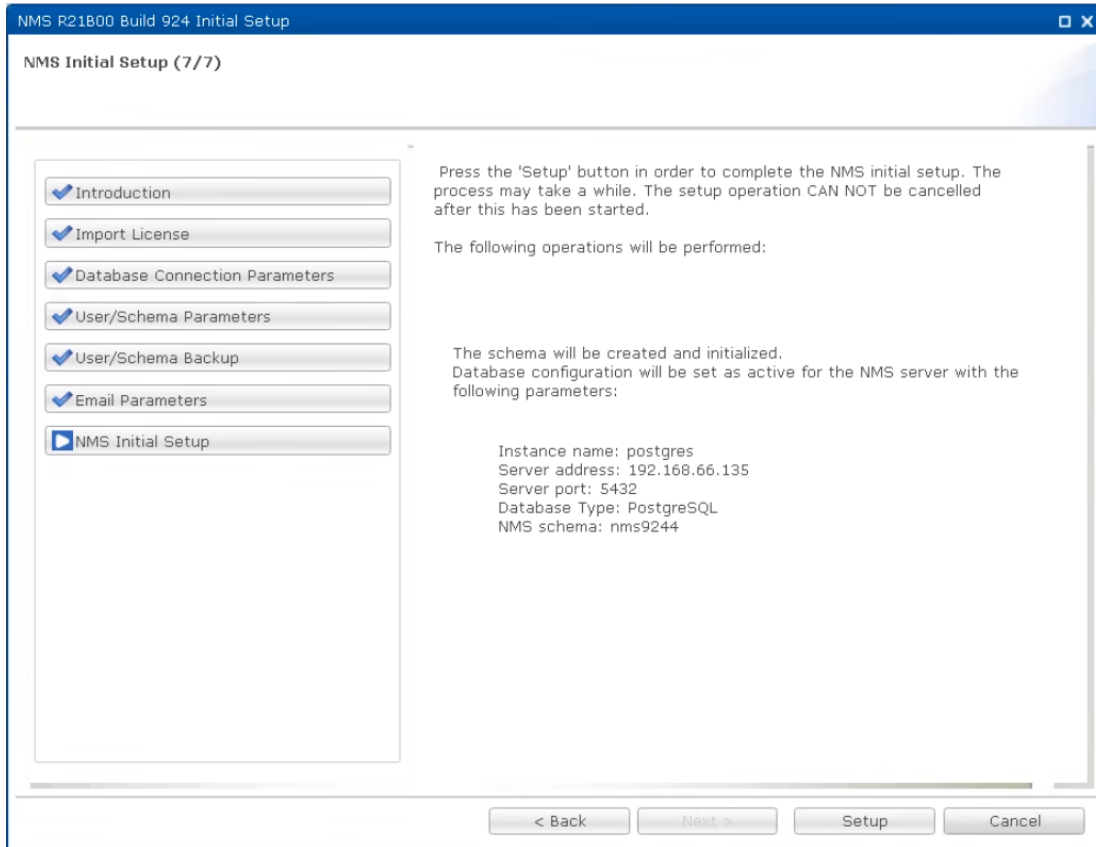 NMS R21B00 Build 924 Initial Setup
NMS Initial Setup (7/7)
Introduction
Import License
Database Connection Parameters
User/Schema Parameters
User/Schema Backup
Email Parameters
NMS Initial Setup
Press the 'Setup' button in order to complete the NMS initial setup. The
process may take a while. The setup operation CAN NOT be cancelled
after this has been started.
The following operations will be performed:
The schema will be created and initialized.
Database configuration will be set as active for the NMS server with the
following parameters:
Instance name: postgres
Server address: 192.168.66.135
Server port: 5432
Database Type: PostgreSQL
NMS schema: nms9244
< Back
Next >
Setup
Cancel